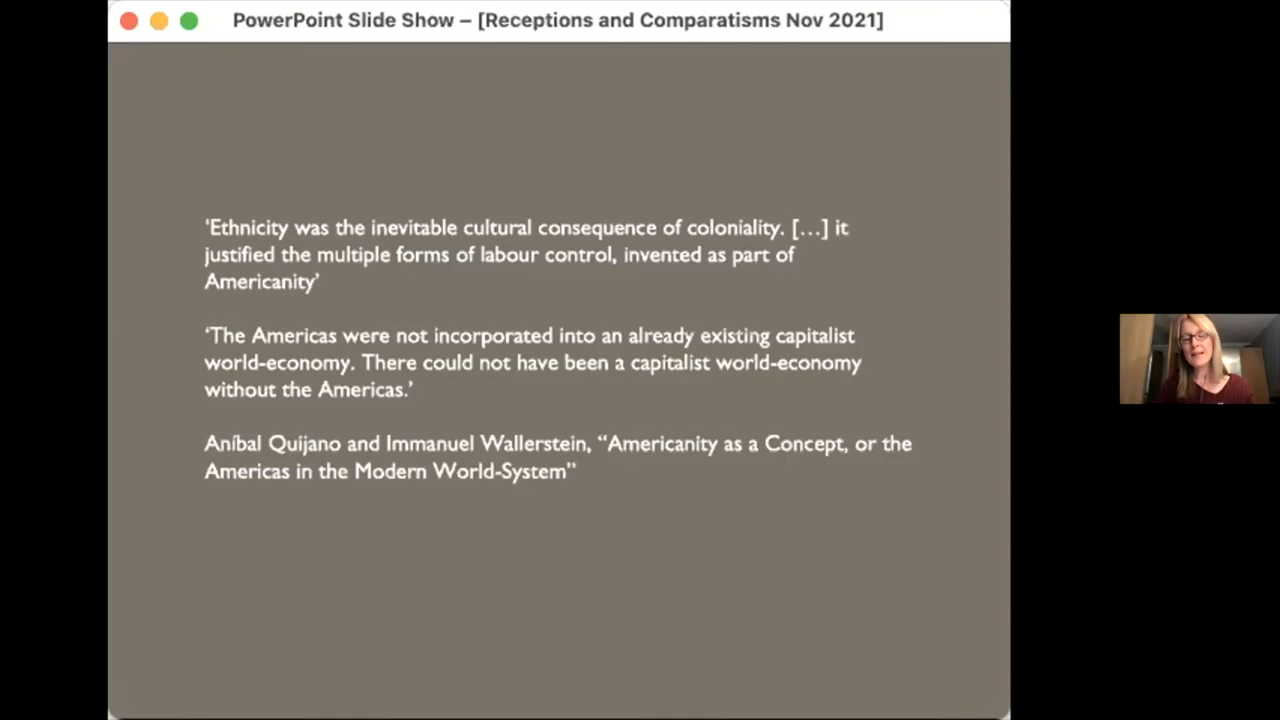 PowerPoint Slide Show – [Receptions and Comparatisms Nov 2021]
‘Ethnicity was the inevitable cultural consequence of coloniality. […] it
justified the multiple forms of labour control, invented as part of
Americanity’
‘The Americas were not incorporated into an already existing capitalist
world-economy. There could not have been a capitalist world-economy
without the Americas.’
Aníbal Quijano and Immanuel Wallerstein, “Americanity as a Concept, or the
Americas in the Modern World-System”